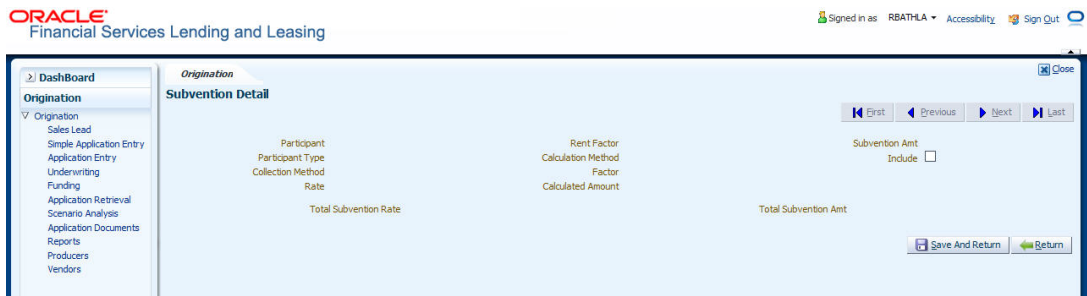 ORACLE®
Financial Services Lending and Leasing
Signed in as RBATHLA Accessibility Sign Out
DashBoard
Origination
Origination
Sales Lead
Simple Application Entry
Application Entry
Underwriting
Funding
Application Retrieval
Scenario Analysis
Application Documents
Reports
Producers
Vendors
Origination
Close
Subvention Detail
First Previous Next Last
Participant Rent Factor Subvention Amt
Participant Type Calculation Method Include
Collection Method Factor
Rate Calculated Amount
Total Subvention Rate Total Subvention Amt
Save And Return Return